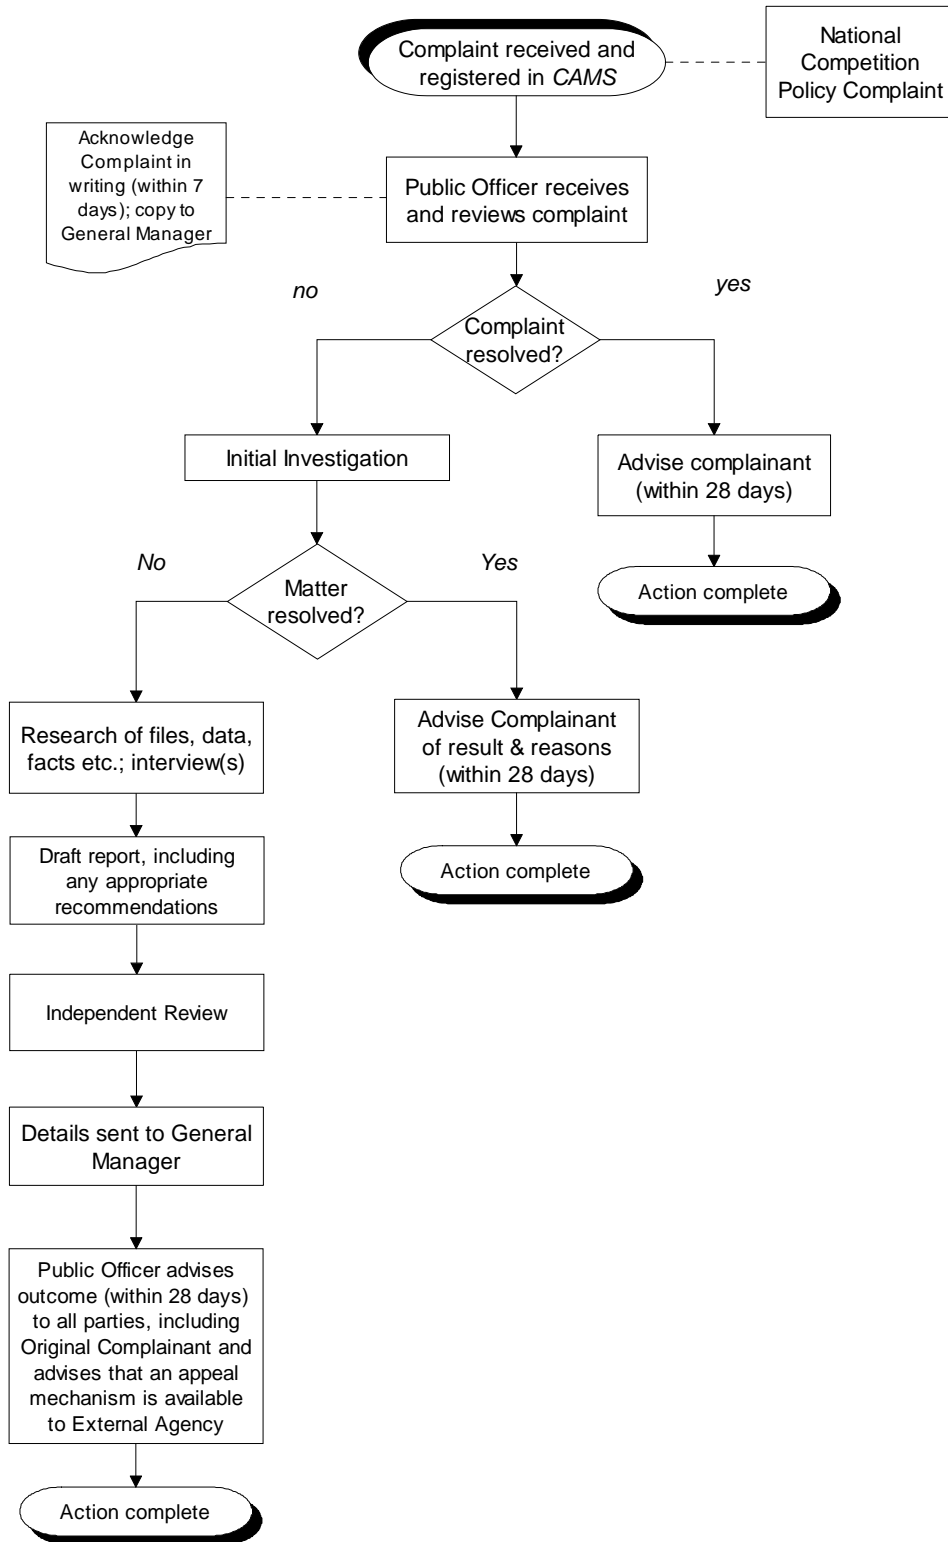 Complaint received and
registered in CAMS
National
Competition
Policy Complaint
Acknowledge
Complaint in
writing (within 7
days); copy to
General Manager
Public Officer receives
and reviews complaint
no
yes
Complaint
resolved?
Initial Investigation
Advise complainant
(within 28 days)
No
Yes
Matter
resolved?
Action complete
Research of files, data,
facts etc.; interview(s)
Advise Complainant
of result & reasons
(within 28 days)
Draft report, including
any appropriate
recommendations
Action complete
Independent Review
Details sent to General
Manager
Public Officer advises
outcome (within 28 days)
to all parties, including
Original Complainant and
advises that an appeal
mechanism is available
to External Agency
Action complete